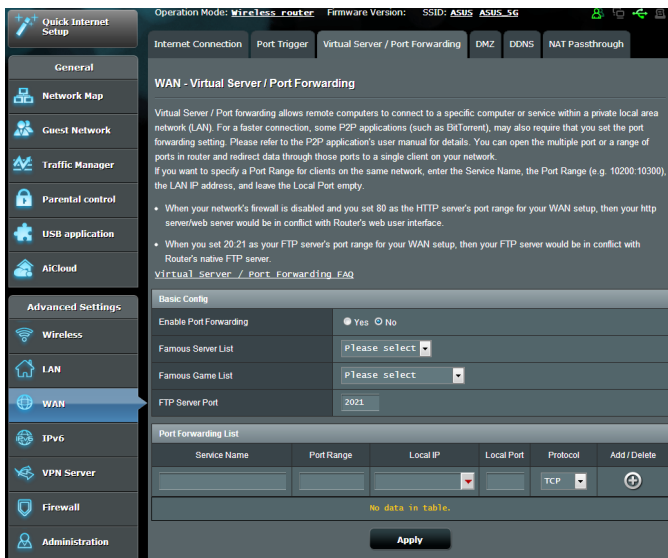 Quick Internet
Setup
General
Network Map
Guest Network
Traffic Manager
Parental control
USB application
AiCloud
Advanced Settings
Wireless
LAN
WAN
IPv6
VPN Server
Firewall
Administration
Operation Mode: Wireless router Firmware Version: SSID: ASUS ASUS_5G
Internet Connection Port Trigger Virtual Server / Port Forwarding DMZ DDNS NAT Passthrough
WAN - Virtual Server / Port Forwarding
Virtual Server / Port forwarding allows remote computers to connect to a specific computer or service within a private local area
network (LAN). For a faster connection, some P2P applications (such as BitTorrent), may also require that you set the port
forwarding setting. Please refer to the P2P application's user manual for details. You can open the multiple port or a range of
ports in router and redirect data through those ports to a single client on your network.
If you want to specify a Port Range for clients on the same network, enter the Service Name, the Port Range (e.g. 10200:10300),
the LAN IP address, and leave the Local Port empty.
• When your network's firewall is disabled and you set 80 as the HTTP server's port range for your WAN setup, then your http
server/web server would be in conflict with Router's web user interface.
• When you set 20:21 as your FTP server's port range for your WAN setup, then your FTP server would be in conflict with
Router's native FTP server.
Virtual Server / Port Forwarding FAQ
Basic Config
Enable Port Forwarding Yes No
Famous Server List Please select
Famous Game List Please select
FTP Server Port 2021
Port Forwarding List
Service Name Port Range Local IP Local Port Protocol Add / Delete
TCP
No data in table.
Apply